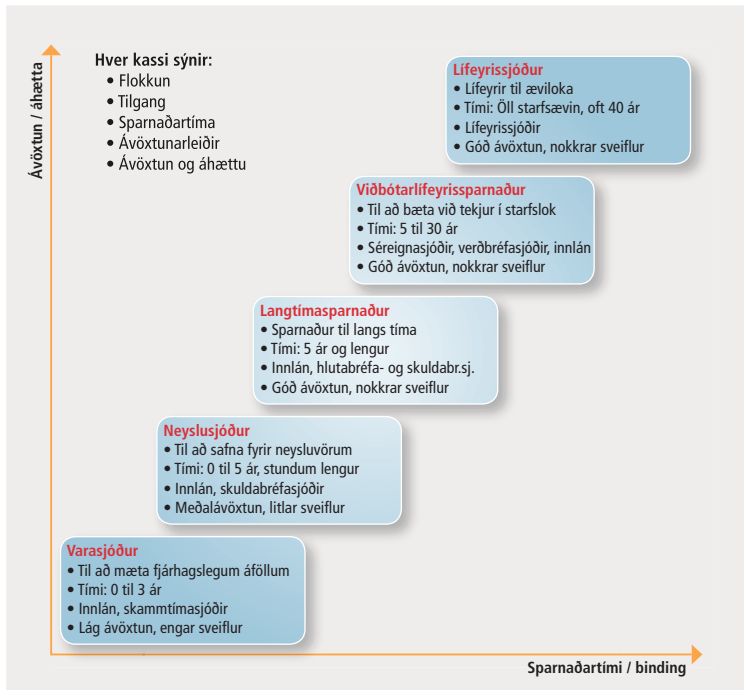 Ávöxtun / áhætta
Hver kassi sýnir:
• Flokkun
• Tilgang
• Sparnaðartíma
• Ávöxtunarleiðir
• Ávöxtun og áhættu
Lífeyrissjóður
• Lífeyrir til æviloka
• Tími: Öll starfsævin, oft 40 ár
• Lífeyrissjóðir
• Góð ávöxtun, nokkrar sveiflur
Viðbótarlífeyrissparnaður
• Til að bæta við tekjur í starfslok
• Tími: 5 til 30 ár
• Séreignasjóðir, verðbréfasjóðir, innlán
• Góð ávöxtun, nokkrar sveiflur
Langtímasparnaður
• Sparnaður til langs tíma
• Tími: 5 ár og lengur
• Innlán, hlutabréfa- og skuldabr.sj.
• Góð ávöxtun, nokkrar sveiflur
Neyslusjóður
• Til að safna fyrir neysluvörum
• Tími: 0 til 5 ár, stundum lengur
• Innlán, skuldabréfasjóðir
• Meðalávöxtun, litlar sveiflur
Varasjóður
• Til að mæta fjárhagslegum áföllum
• Tími: 0 til 3 ár
• Innlán, skammtímasjóðir
• Lág ávöxtun, engar sveiflur
Sparnaðartími / binding